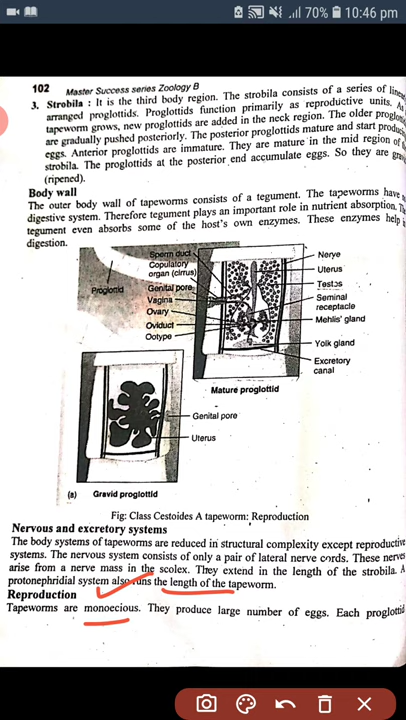 70% 10:46 pm
102 Master Success series Zoology B
3. Strobila : It is the third body region. The strobila consists of a series of
arranged proglottids. Proglottids function primarily as reproductive units. As
tapeworm grows, new proglottids are added in the neck region. The older
are gradually pushed posteriorly. The posterior proglottids mature and start
eggs. Anterior proglottids are immature. They are mature in the mid region of
strobila. The proglottids at the posterior end accumulate eggs. So they are
(ripened).
Body wall
The outer body wall of tapeworms consists of a tegument. The tapeworms have
digestive system. Therefore tegument plays an important role in nutrient absorption.
tegument even absorbs some of the host's own enzymes. These enzymes help
digestion.
Proglottid
Sperm duct
Copulatory
organ (cirrus)
Genital pore
Vagina
Ovary
Oviduct
Ootype
Nerye
Uterus
Testes
Seminal
receptacle
Mehlis' gland
Yolk gland
Excretory
canal
Mature proglottid
Genital pore
Uterus
(a) Gravid proglottid
Fig: Class Cestoides A tapeworm: Reproduction
Nervous and excretory systems
The body systems of tapeworms are reduced in structural complexity except reproductive
systems. The nervous system consists of only a pair of lateral nerve cords. These nerves
arise from a nerve mass in the scolex. They extend in the length of the strobila. A
protonephridial system also runs the length of the tapeworm.
Reproduction
Tapeworms are monoecious. They produce large number of eggs. Each proglottid